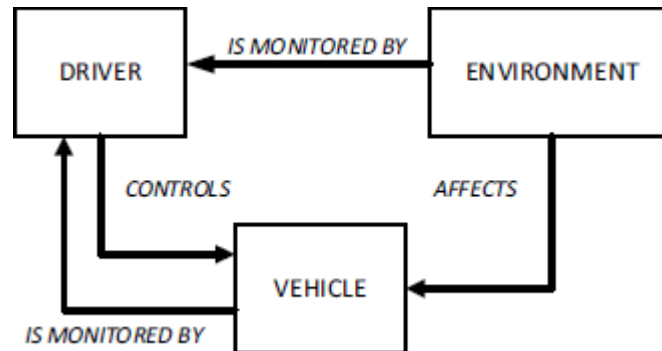 IS MONITORED BY
DRIVER
ENVIRONMENT
CONTROLS
AFFECTS
VEHICLE
IS MONITORED BY